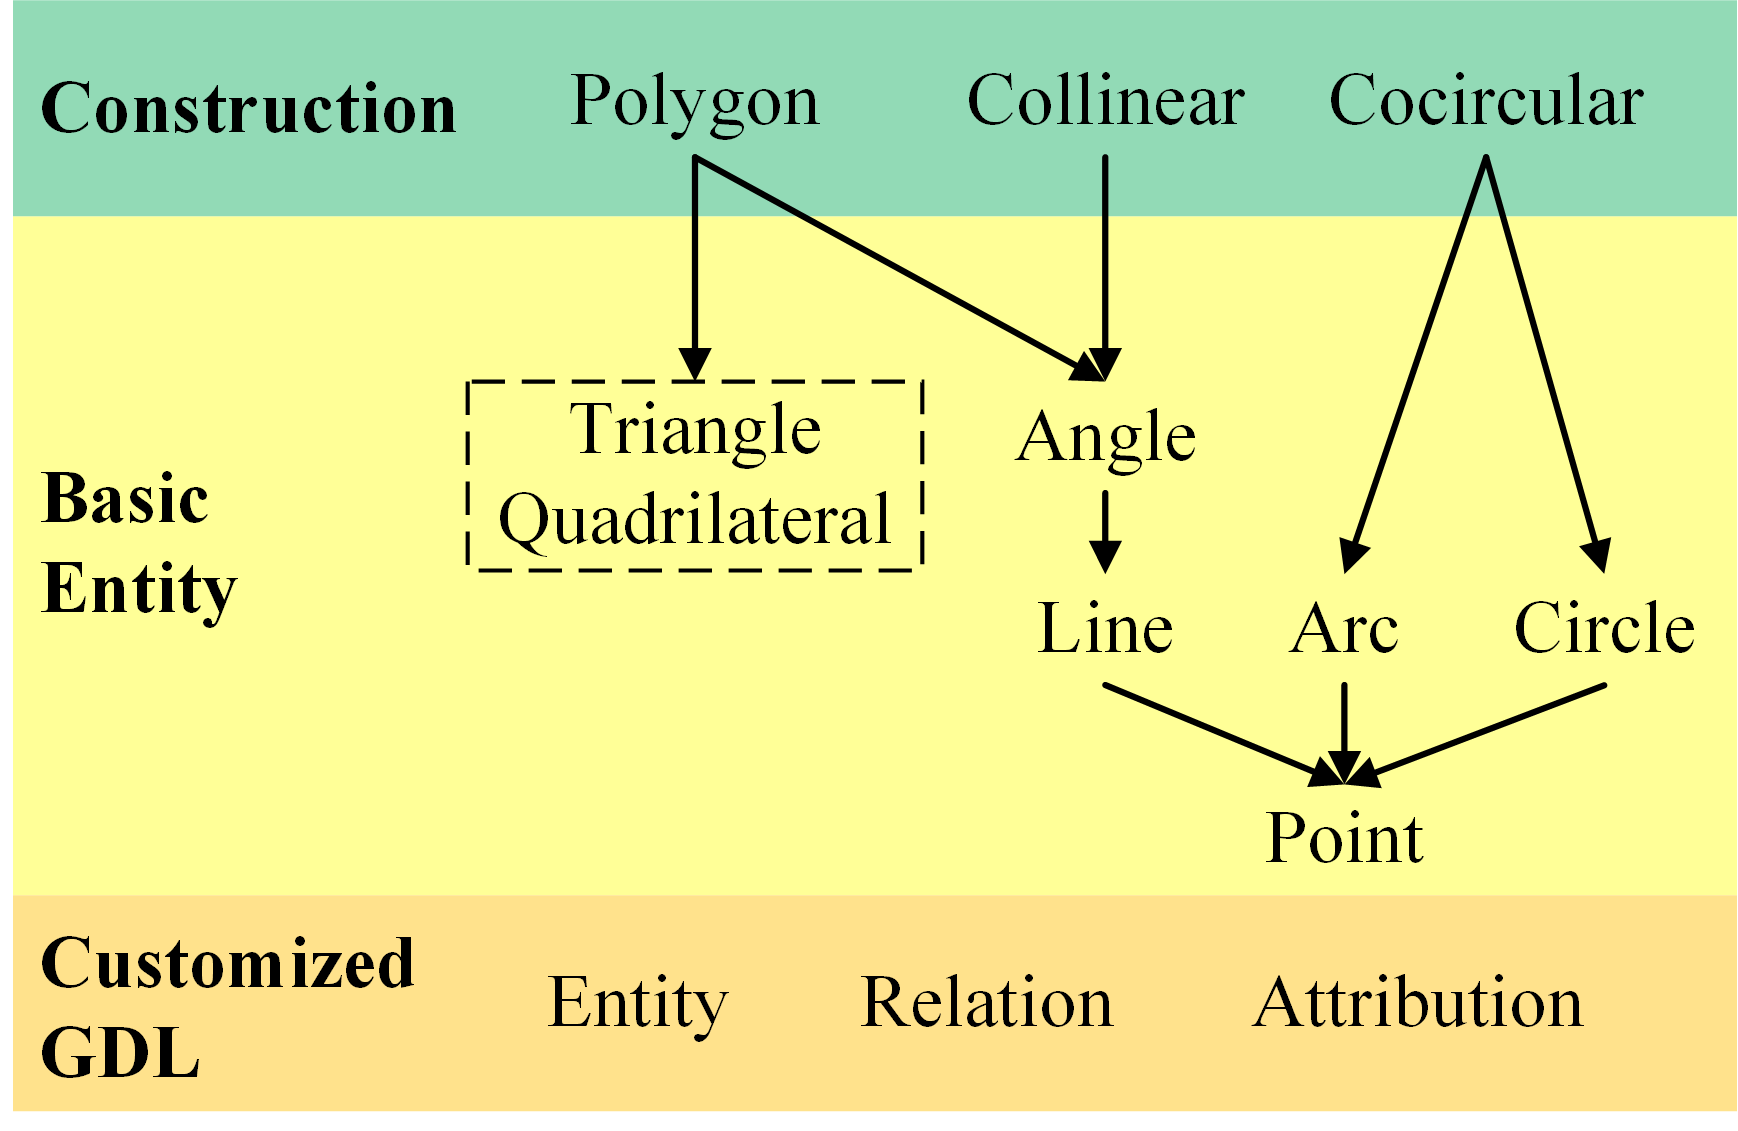 Construction
Polygon
Collinear
Cocircular
Basic
Entity
Triangle
Quadrilateral
Angle
Line
Arc
Circle
Point
Customized
GDL
Entity
Relation
Attribution